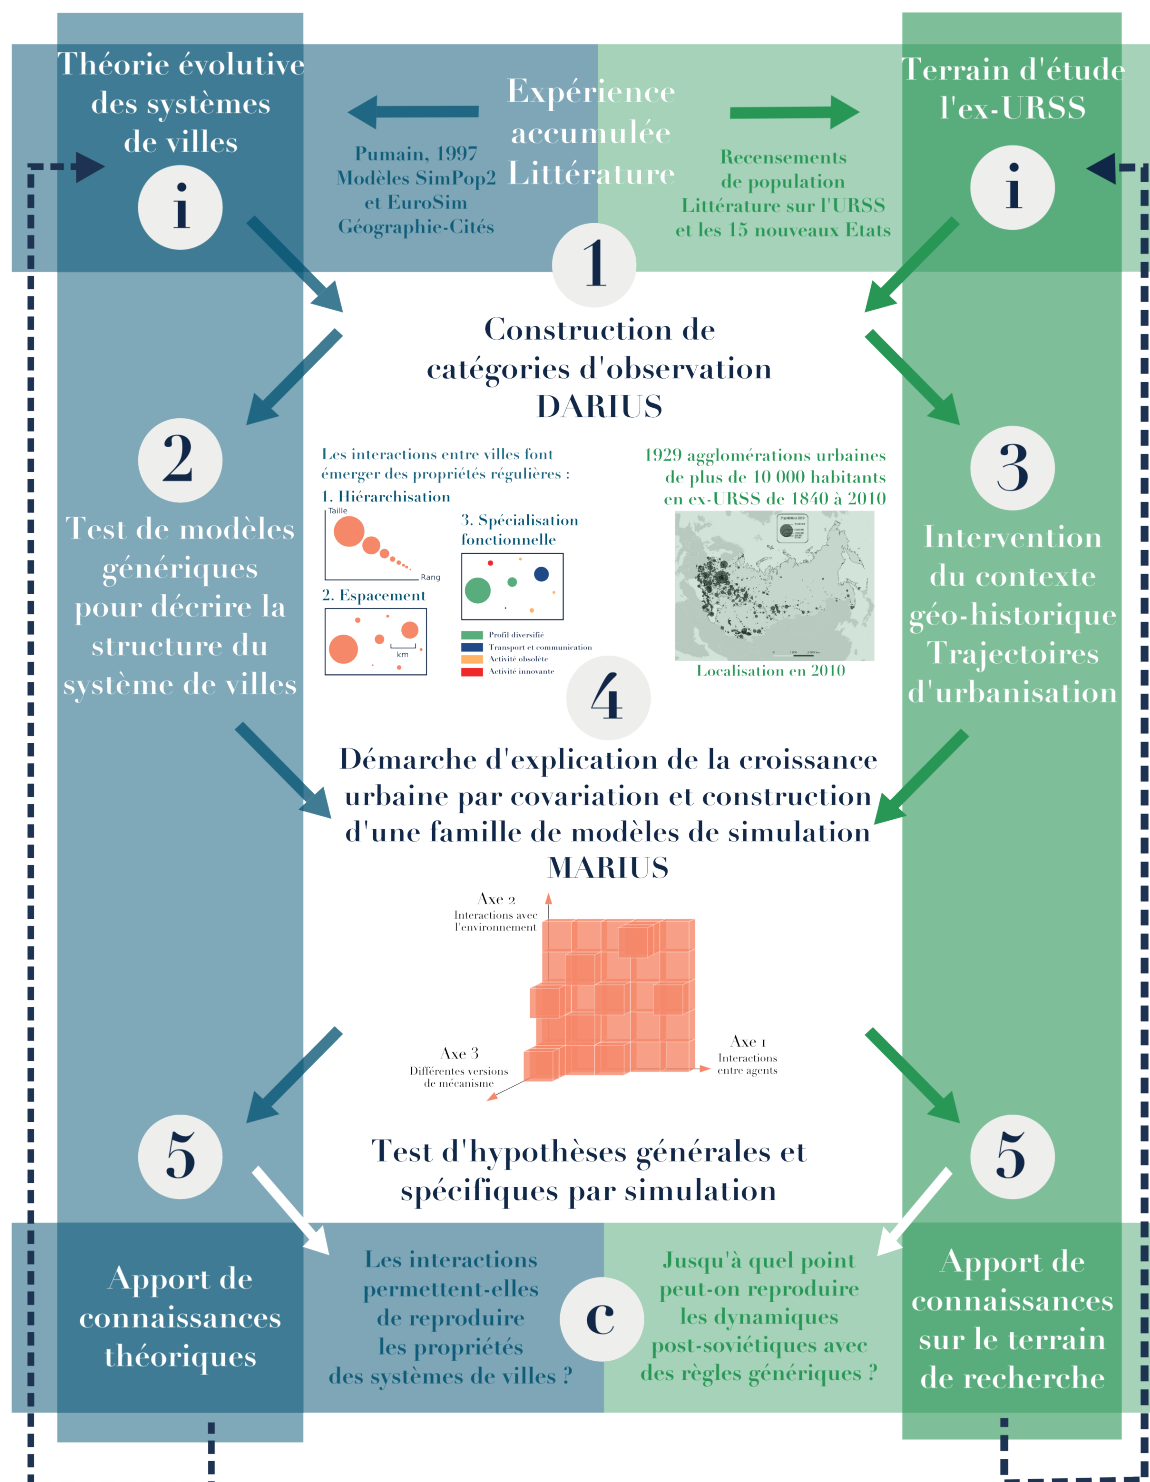 Théorie évolutive
des systèmes
de villes
i
Expérience
accumulée
Littérature
Terrain d'étude
l'ex-URSS
i
Pumain, 1997
Modèles SimPop2
et EuroSim
Géographie-Cités
Recensements
de population
Littérature sur l'URSS
et les 15 nouveaux Etats
1
Construction de
catégories d'observation
DARIUS
2
Test de modèles
génériques
pour décrire la
structure du
système de villes
Les interactions entre villes font
émerger des propriétés régulières :
1. Hiérarchisation
Taille
Rang
2. Espacement
km
3. Spécialisation
fonctionnelle
Profil diversifié
Transport et communication
Activité obsolète
Activité innovante
1929 agglomérations urbaines
de plus de 10 000 habitants
en ex-URSS de 1840 à 2010
Localisation en 2010
3
Intervention
du contexte
géo-historique
Trajectoires
d'urbanisation
4
Démarche d'explication de la croissance
urbaine par covariation et construction
d'une famille de modèles de simulation
MARIUS
Axe 2
Interactions avec
l'environnement
Axe 3
Différentes versions
de mécanisme
Axe 1
Interactions
entre agents
5
Test d'hypothèses générales et
spécifiques par simulation
5
Apport de
connaissances
théoriques
Les interactions
permettent-elles
de reproduire
les propriétés
des systèmes de villes ?
c
Jusqu'à quel point
peut-on reproduire
les dynamiques
post-soviétiques avec
des règles génériques ?
Apport de
connaissances
sur le terrain
de recherche